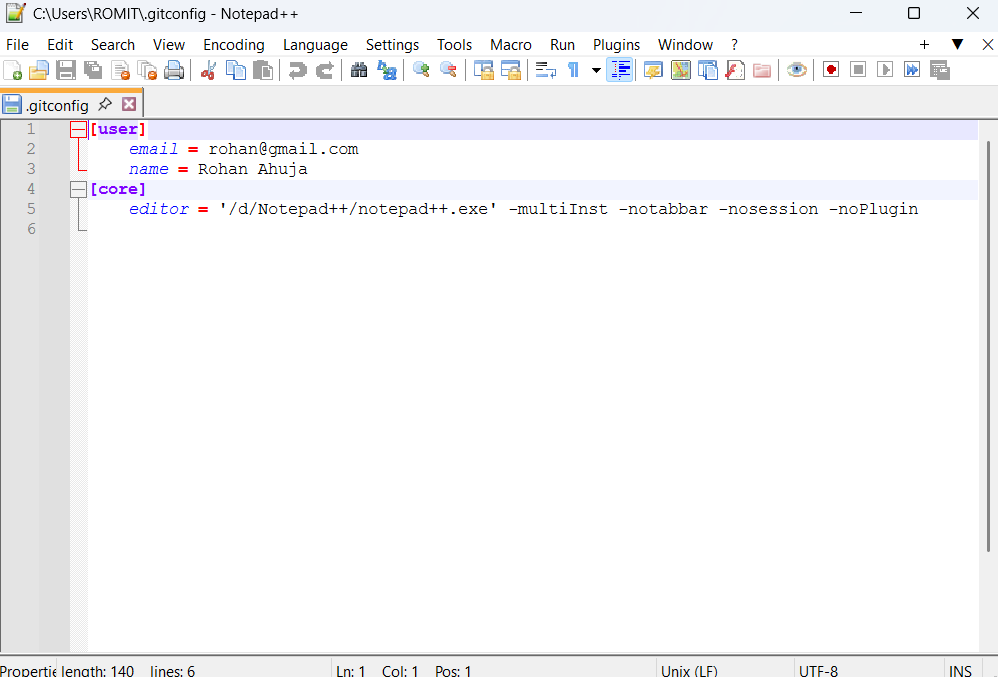 C:\Users\ROMIT\.gitconfig - Notepad++
File Edit Search View Encoding Language Settings Tools Macro Run Plugins Window ? + ▼ X
.gitconfig
1 [user]
2 email = rohan@gmail.com
3 name = Rohan Ahuja
4 [core]
5 editor = '/d/Notepad++/notepad++.exe' -multiInst -notabbar -nosession -noPlugin
6
Propertie length: 140 lines: 6 Ln: 1 Col: 1 Pos: 1 Unix (LF) UTF-8 INS